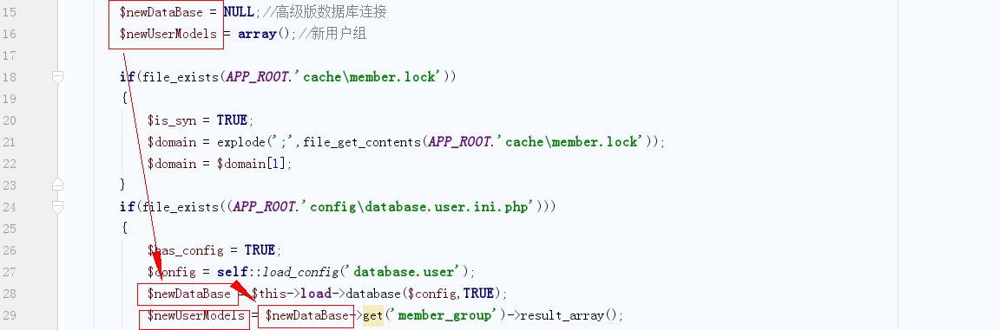 15 $newDataBase = NULL;//高级版数据库连接
16 $newUserModels = array();//新用户组
17
18 if(file_exists(APP_ROOT.'cache\member.lock'))
19 {
20 $is_syn = TRUE;
21 $domain = explode(';',file_get_contents(APP_ROOT.'cache\member.lock'));
22 $domain = $domain[1];
23 }
24 if(file_exists((APP_ROOT.'config\database.user.ini.php')))
25 {
26 $has_config = TRUE;
27 $config = self::load_config('database.user');
28 $newDataBase = $this->load->database($config,TRUE);
29 $newUserModels = $newDataBase->get('member_group')->result_array();